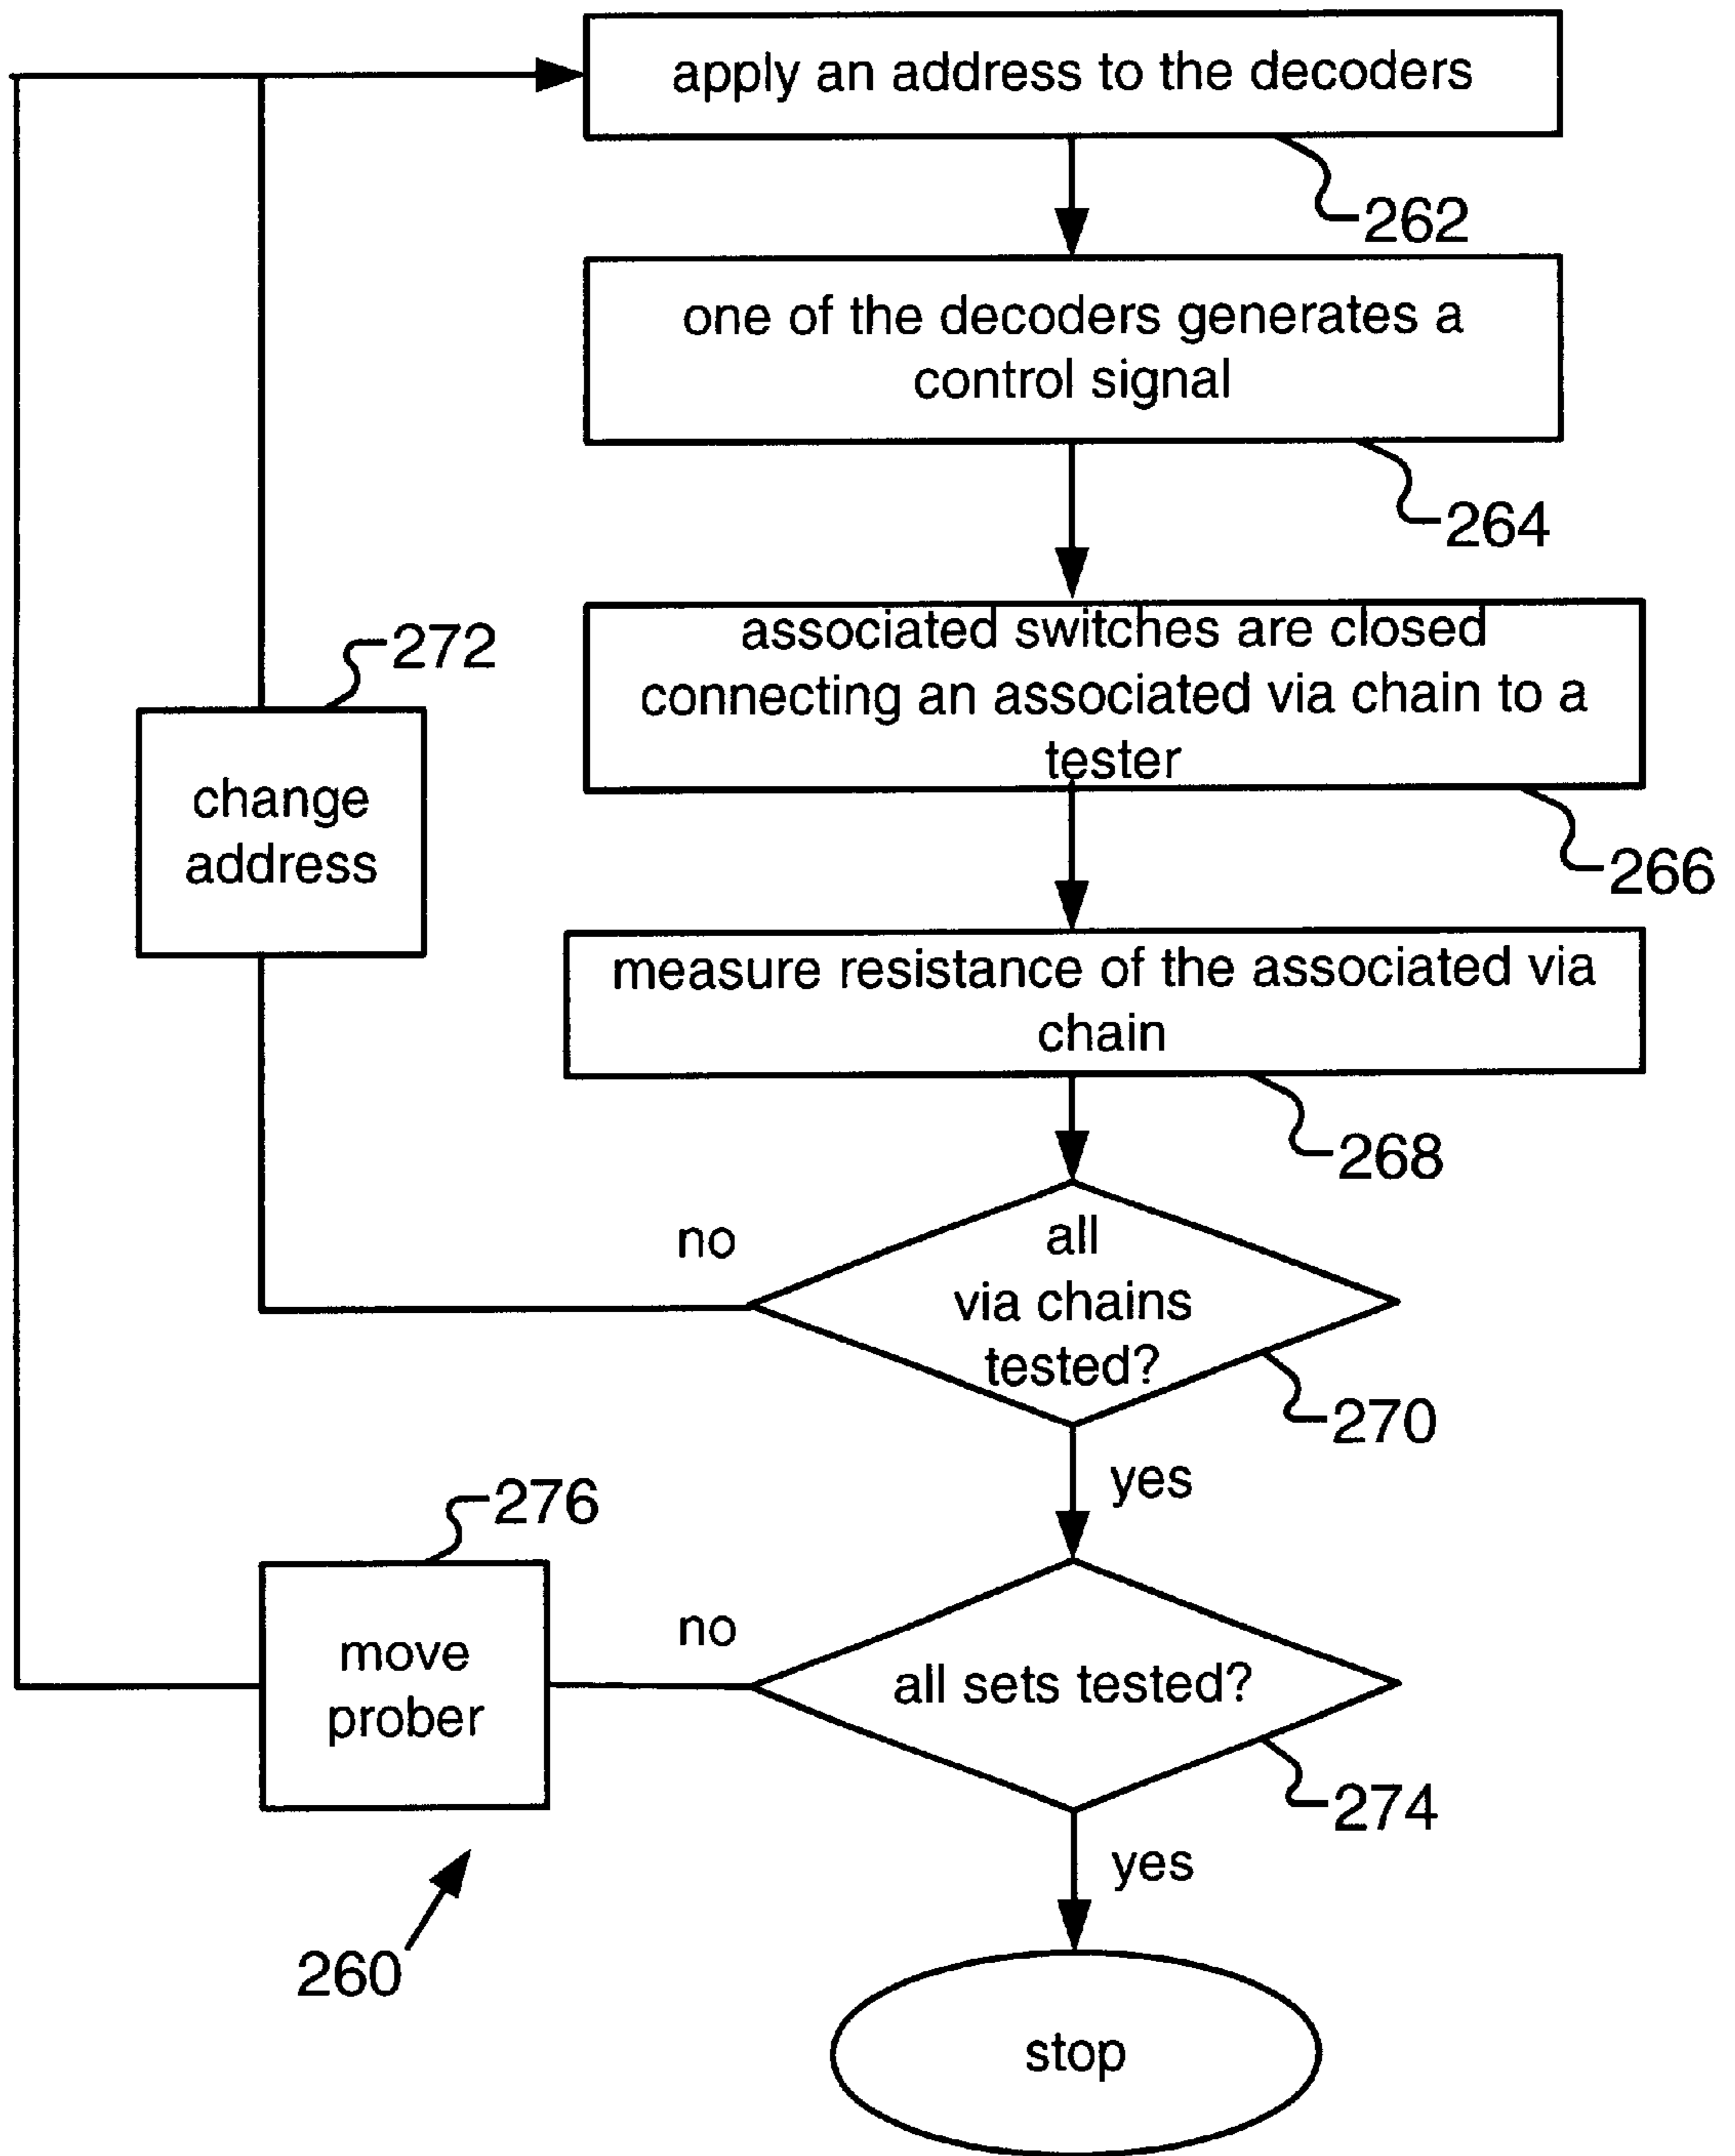 apply an address to the decoders
262
one of the decoders generates a
control signal
264
associated switches are closed
connecting an associated via chain to a
tester
266
272
change
address
measure resistance of the associated via
chain
268
no
all
via chains
tested?
270
yes
276
move
prober
no
all sets tested?
274
yes
260
stop